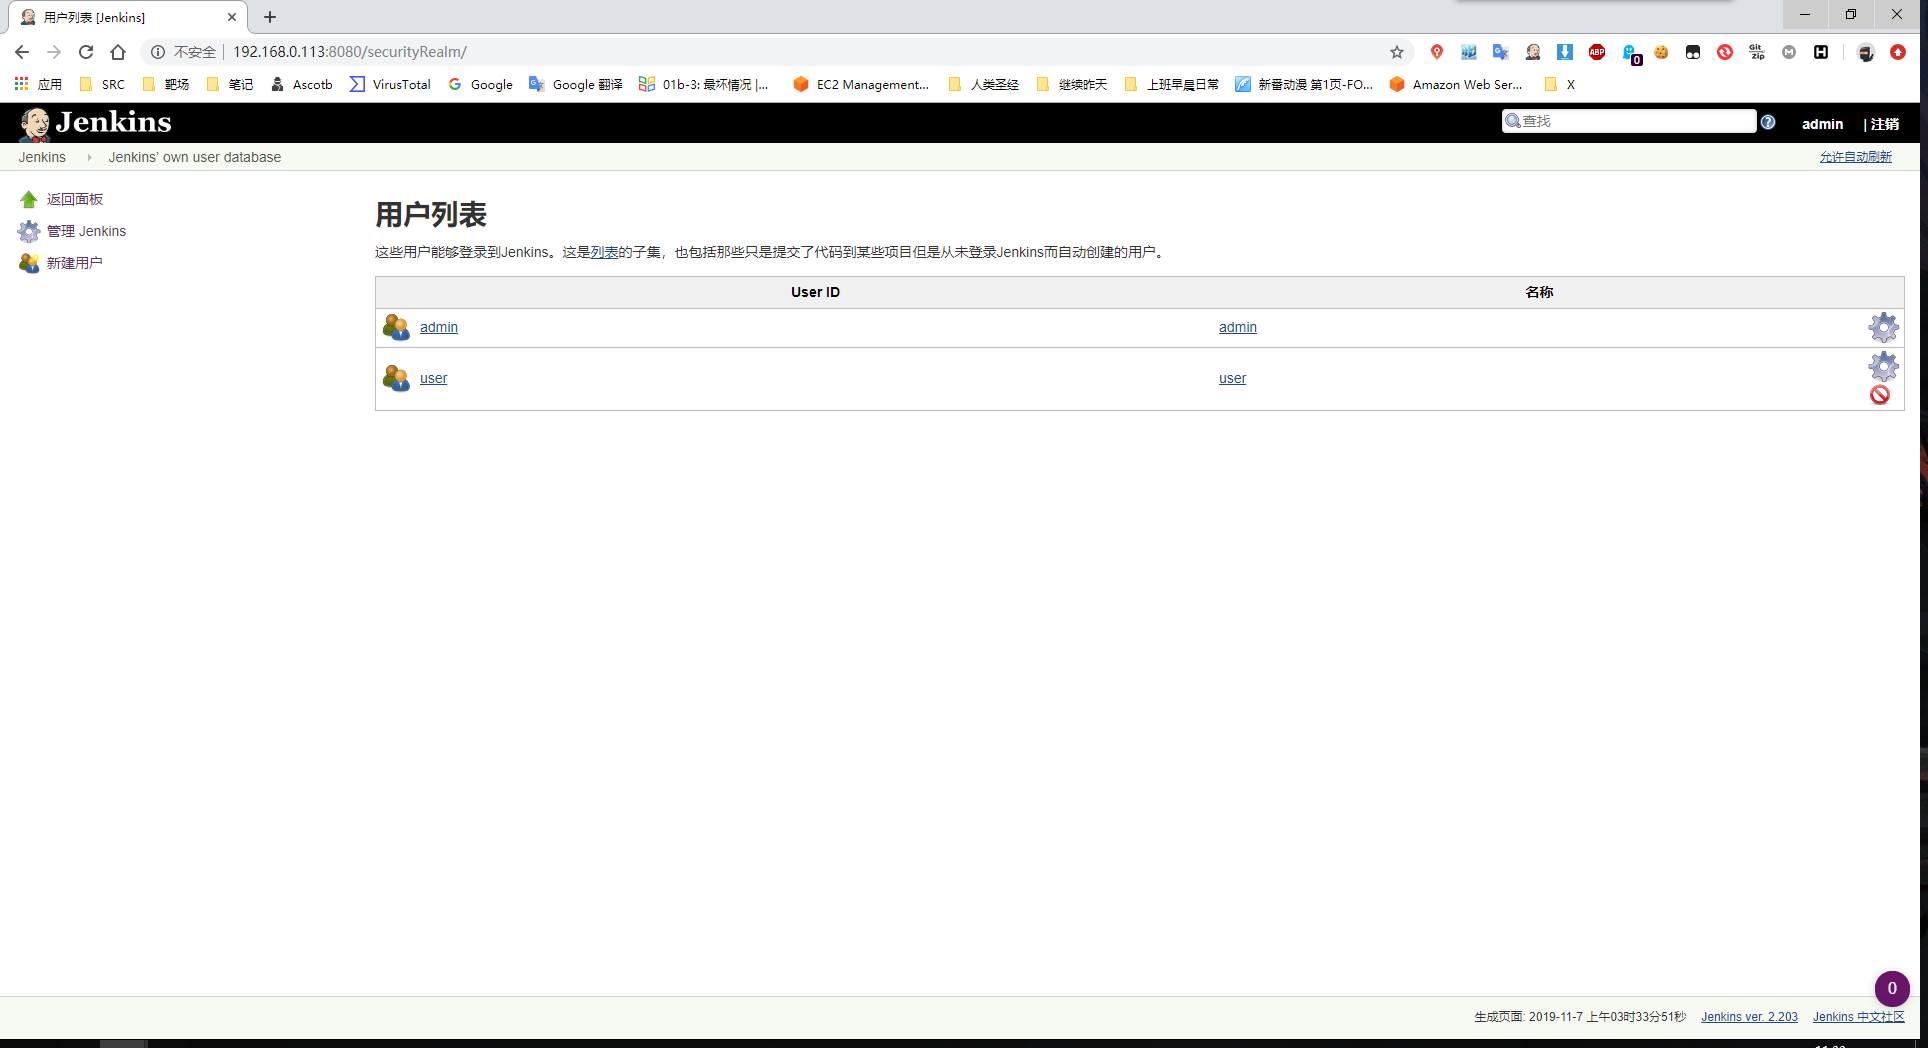 用户列表 [Jenkins]
不安全 192.168.0.113:8080/securityRealm/
ABP 0 Git zip M H
应用 SRC 靶场 笔记 Ascotb VirusTotal Google Google 翻译 01b-3: 最坏情况 |... EC2 Management... 人类圣经 继续昨天 上班早晨日常 新番动漫 第1页-FO... Amazon Web Ser... X
Jenkins 查找 ? admin | 注销
Jenkins Jenkins’ own user database 允许自动刷新
返回面板
管理 Jenkins
新建用户
用户列表
这些用户能够登录到Jenkins。这是列表的子集，也包括那些只是提交了代码到某些项目但是从未登录Jenkins而自动创建的用户。
User ID 名称
admin admin
user user
0
生成页面: 2019-11-7 上午03时33分51秒 Jenkins ver. 2.203 Jenkins 中文社区